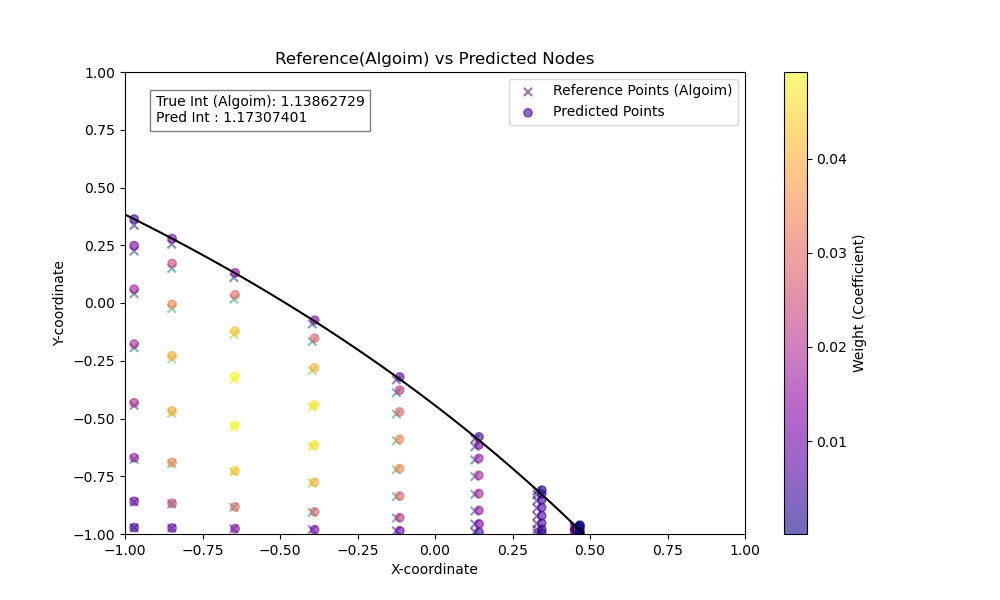 Reference(Algoim) vs Predicted Nodes
True Int (Algoim): 1.13862729
Pred Int : 1.17307401
Reference Points (Algoim)
Predicted Points
1.00
0.75
0.50
0.25
0.00
−0.25
−0.50
−0.75
−1.00
Y-coordinate
−1.00
−0.75
−0.50
−0.25
0.00
0.25
0.50
0.75
1.00
X-coordinate
0.04
0.03
0.02
0.01
Weight (Coefficient)